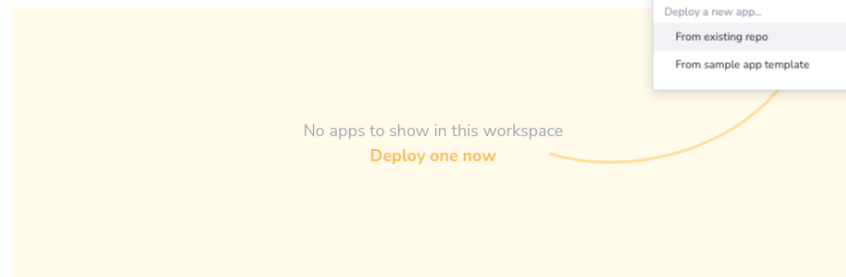 Deploy a new app...
From existing repo
From sample app template
No apps to show in this workspace
Deploy one now